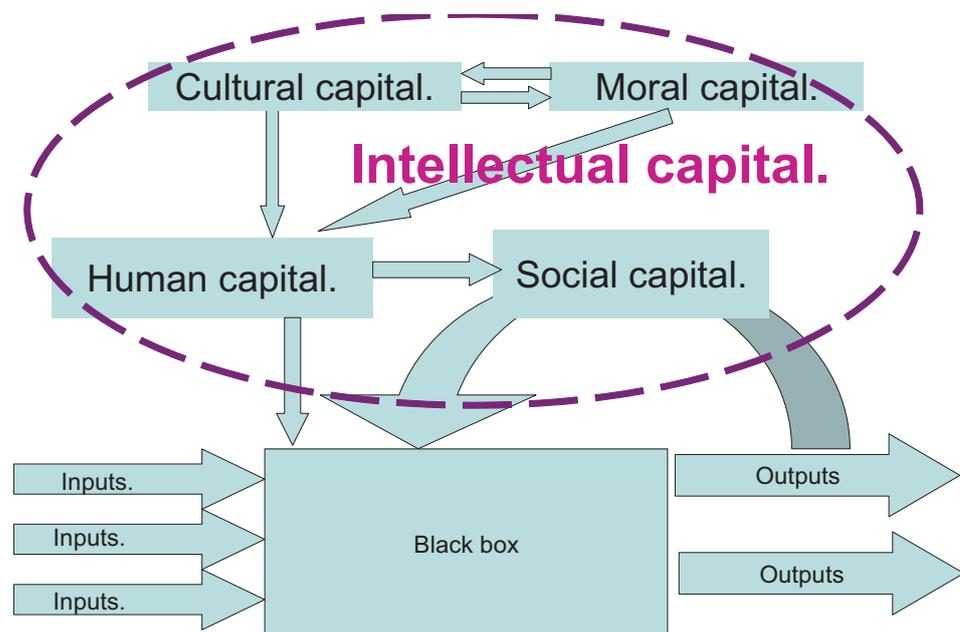 Cultural capital.
Moral capital.
Intellectual capital.
Human capital.
Social capital.
Inputs.
Outputs
Inputs.
Black box
Outputs
Inputs.